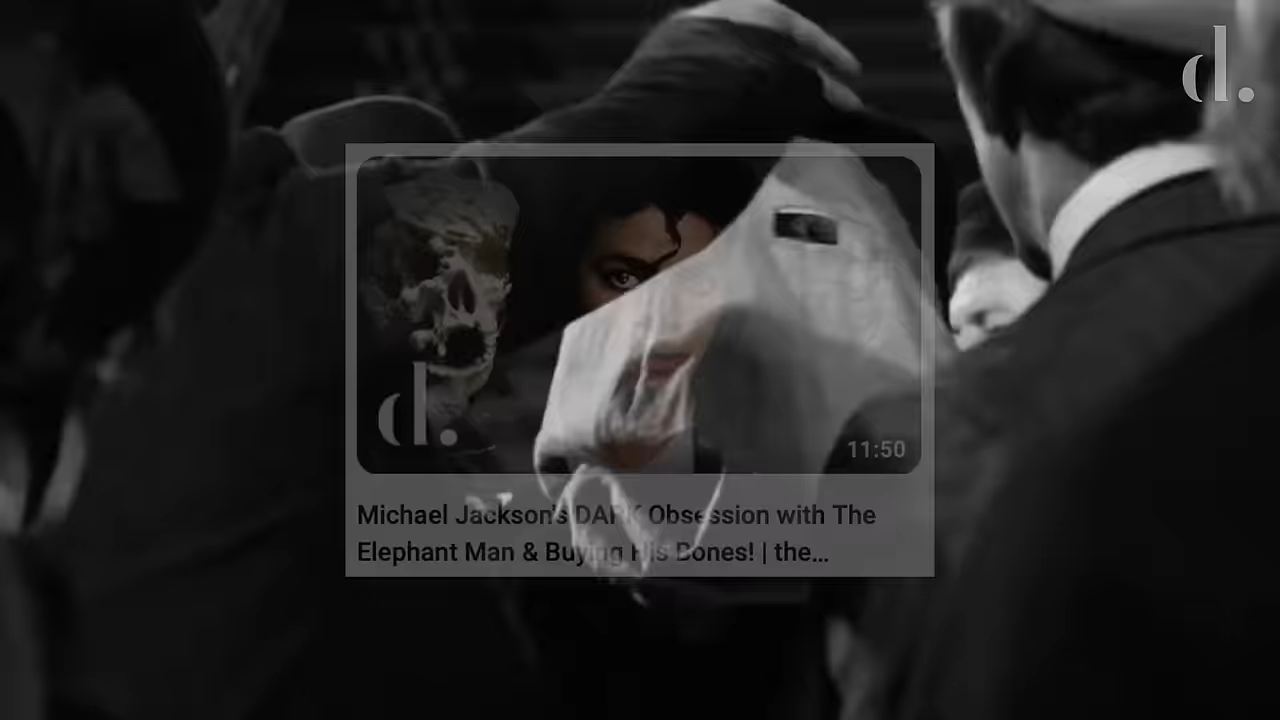 d.
d.
11:50
Michael Jackson's DARK Obsession with The
Elephant Man & Buying His Bones! | the…